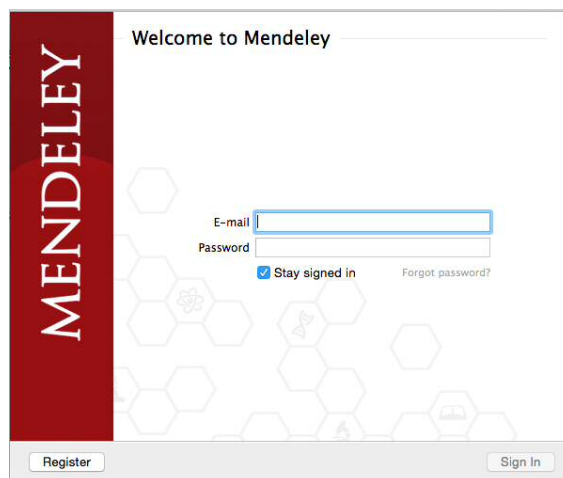 MENDELEY
Welcome to Mendeley
E-mail
Password
Stay signed in Forgot password?
Register Sign In